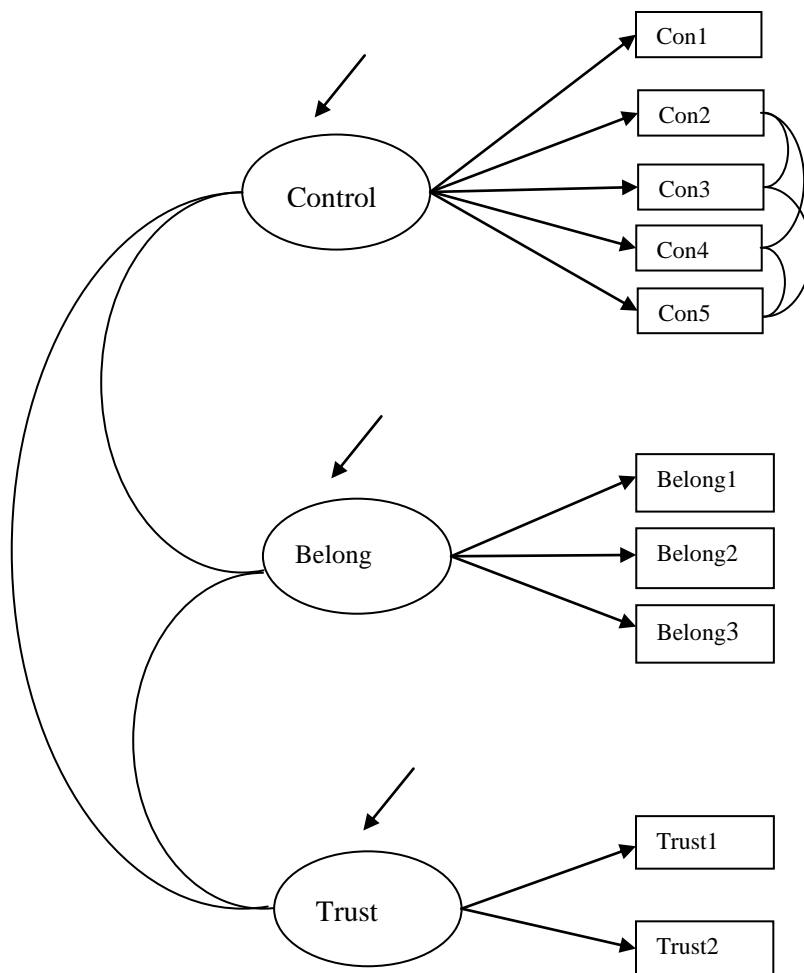 Con1
Con2
Control
Con3
Con4
Con5
Belong1
Belong
Belong2
Belong3
Trust1
Trust
Trust2